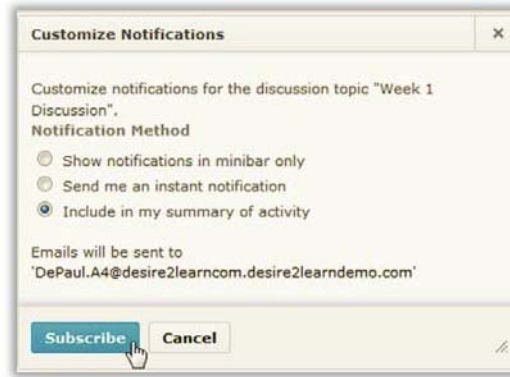 Customize Notifications
×
Customize notifications for the discussion topic "Week 1
Discussion".
Notification Method
Show notifications in minibar only
Send me an instant notification
Include in my summary of activity
Emails will be sent to
'DePaul.A4@desire2learncom.desire2learndemo.com'
Subscribe Cancel